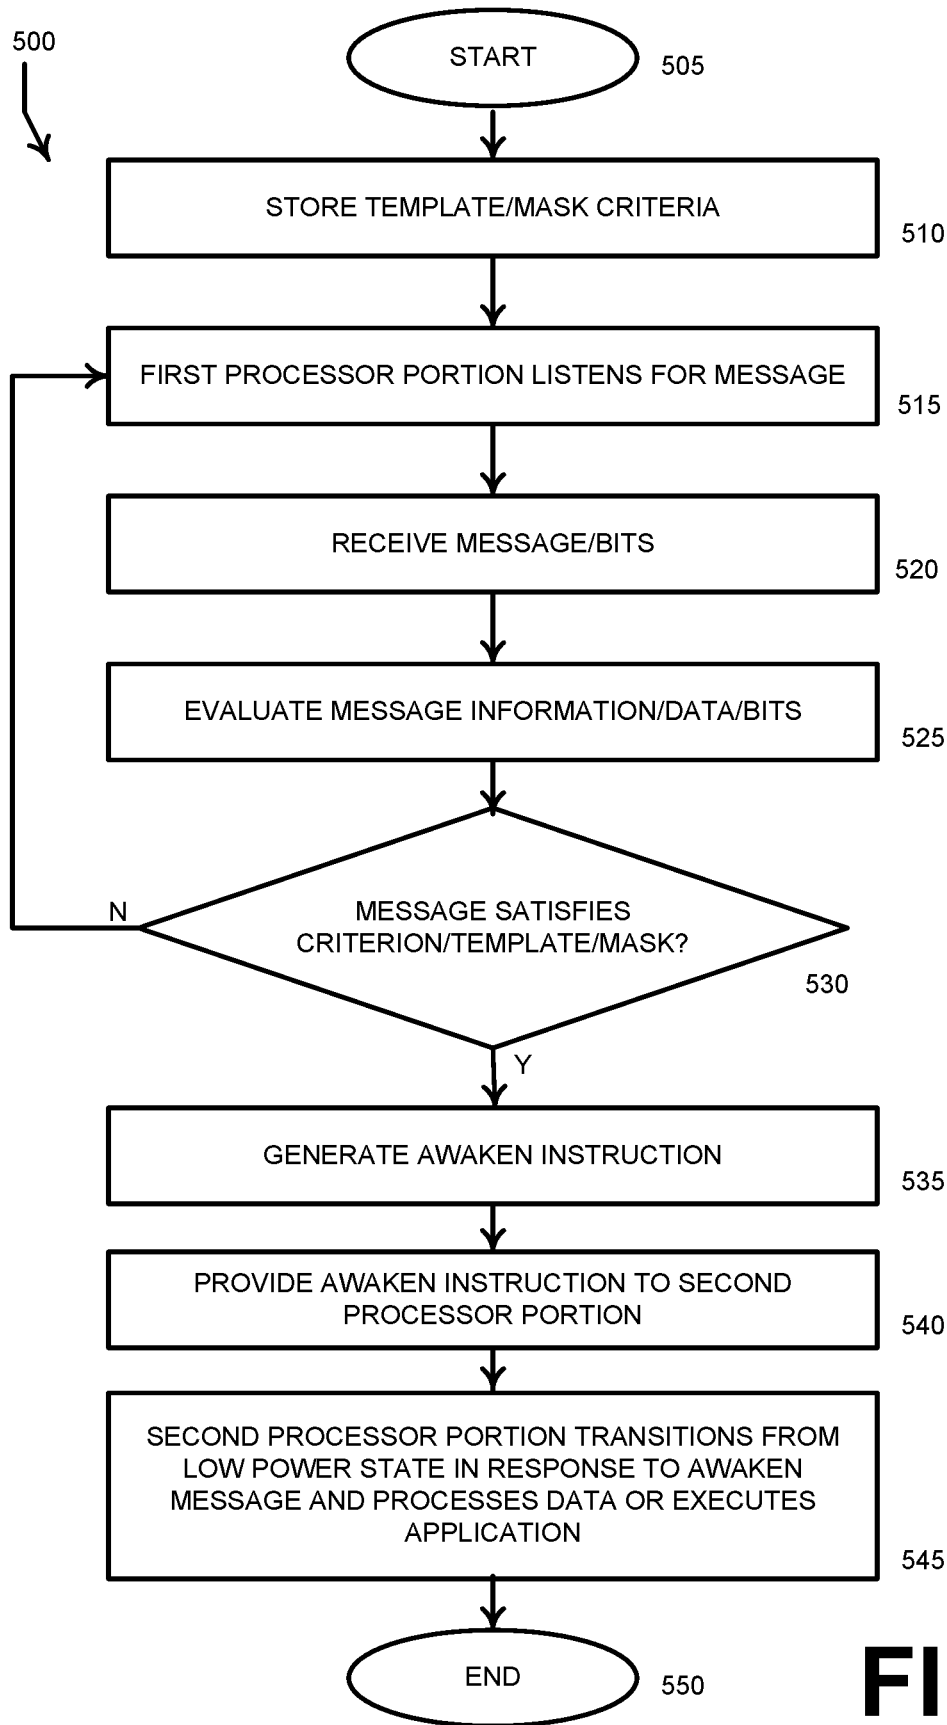 500
START
505
STORE TEMPLATE/MASK CRITERIA
510
FIRST PROCESSOR PORTION LISTENS FOR MESSAGE
515
RECEIVE MESSAGE/BITS
520
EVALUATE MESSAGE INFORMATION/DATA/BITS
525
N
MESSAGE SATISFIES
CRITERION/TEMPLATE/MASK?
530
Y
GENERATE AWAKEN INSTRUCTION
535
PROVIDE AWAKEN INSTRUCTION TO SECOND
PROCESSOR PORTION
540
SECOND PROCESSOR PORTION TRANSITIONS FROM
LOW POWER STATE IN RESPONSE TO AWAKEN
MESSAGE AND PROCESSES DATA OR EXECUTES
APPLICATION
545
END
550
FI